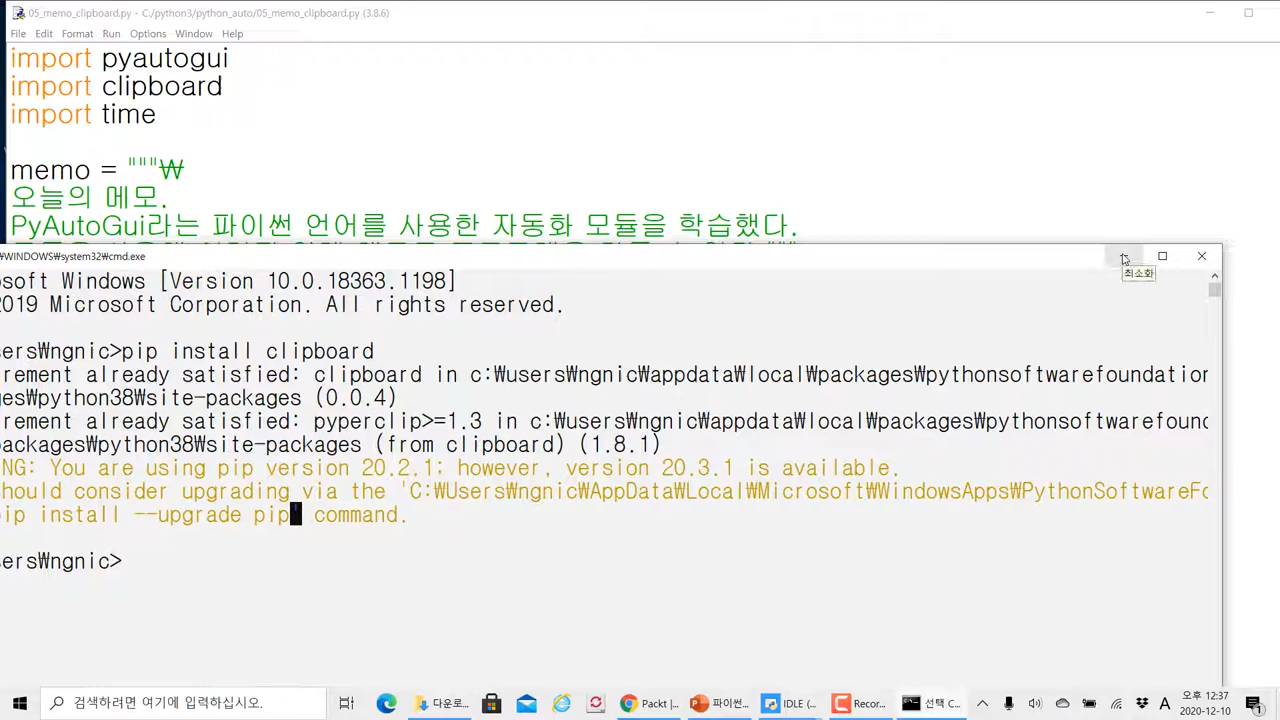 05_memo_clipboard.py - C:/python3/python_auto/05_memo_clipboard.py (3.8.6)
File Edit Format Run Options Window Help
import pyautogui
import clipboard
import time
memo = """₩
오늘의 메모.
PyAutoGui라는 파이썬 언어를 사용한 자동화 모듈을 학습했다.
₩WINDOWS₩system32₩cmd.exe
최소화
osoft Windows [Version 10.0.18363.1198]
2019 Microsoft Corporation. All rights reserved.
ers₩ngnic>pip install clipboard
rement already satisfied: clipboard in c:₩users₩ngnic₩appdata₩local₩packages₩pythonsoftwarefoundation
ges₩python38₩site-packages (0.0.4)
rement already satisfied: pyperclip>=1.3 in c:₩users₩ngnic₩appdata₩local₩packages₩pythonsoftwarefound
packages₩python38₩site-packages (from clipboard) (1.8.1)
NG: You are using pip version 20.2.1; however, version 20.3.1 is available.
hould consider upgrading via the 'C:₩Users₩ngnic₩AppData₩Local₩Microsoft₩WindowsApps₩PythonSoftwareFo
pip install --upgrade pip' command.
ers₩ngnic>
검색하려면 여기에 입력하십시오.
다운로...
Packt |...
파이썬...
IDLE (...
Recor...
선택 C...
A
오후 12:37
2020-12-10
1